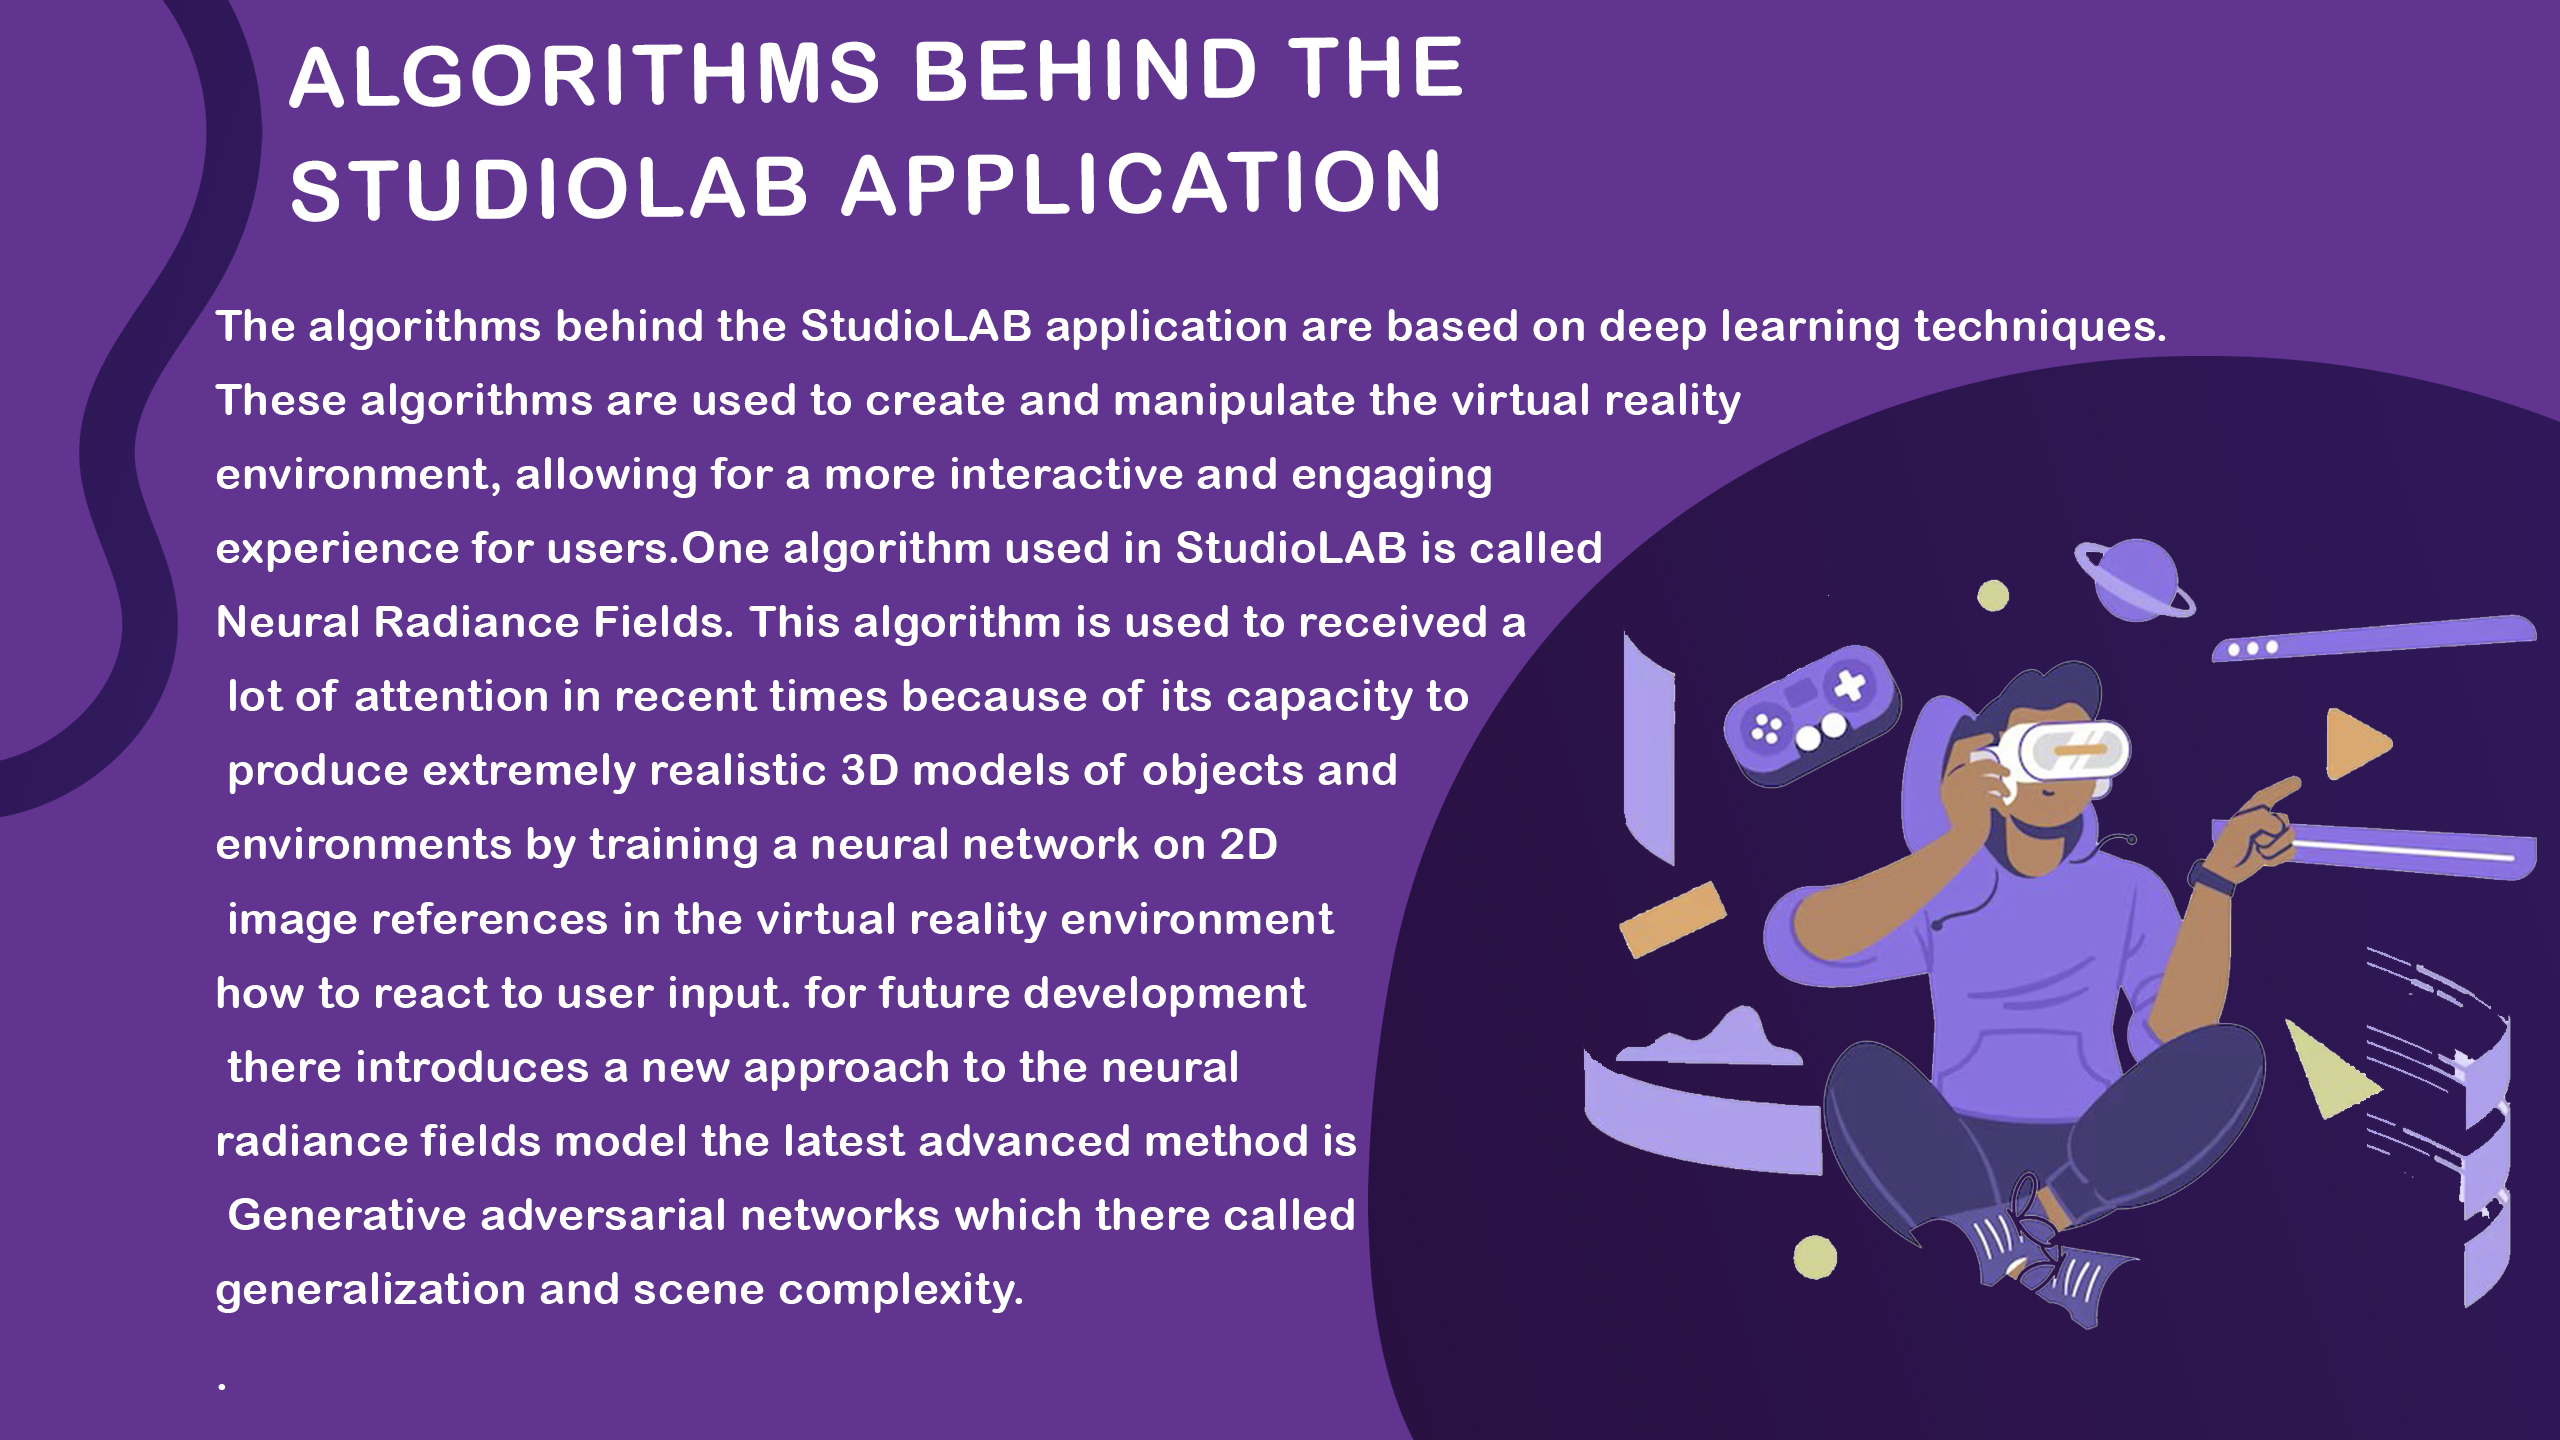 ALGORITHMS BEHIND THE
STUDIOLAB APPLICATION
The algorithms behind the StudioLAB application are based on deep learning techniques.
These algorithms are used to create and manipulate the virtual reality
environment, allowing for a more interactive and engaging
experience for users.One algorithm used in StudioLAB is called
Neural Radiance Fields. This algorithm is used to received a
lot of attention in recent times because of its capacity to
produce extremely realistic 3D models of objects and
environments by training a neural network on 2D
image references in the virtual reality environment
how to react to user input. for future development
there introduces a new approach to the neural
radiance fields model the latest advanced method is
Generative adversarial networks which there called
generalization and scene complexity.
.